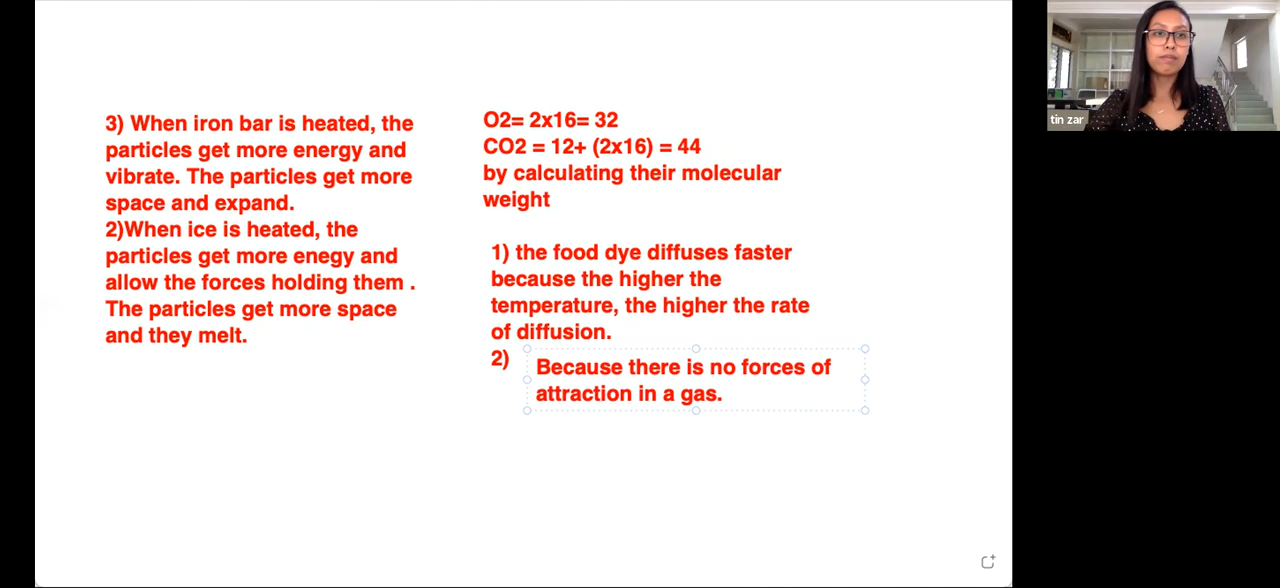 3) When iron bar is heated, the
particles get more energy and
vibrate. The particles get more
space and expand.
2)When ice is heated, the
particles get more enegy and
allow the forces holding them .
The particles get more space
and they melt.
O2= 2x16= 32
CO2 = 12+ (2x16) = 44
by calculating their molecular
weight
1) the food dye diffuses faster
because the higher the
temperature, the higher the rate
of diffusion.
2)
Because there is no forces of
attraction in a gas.
tin zar